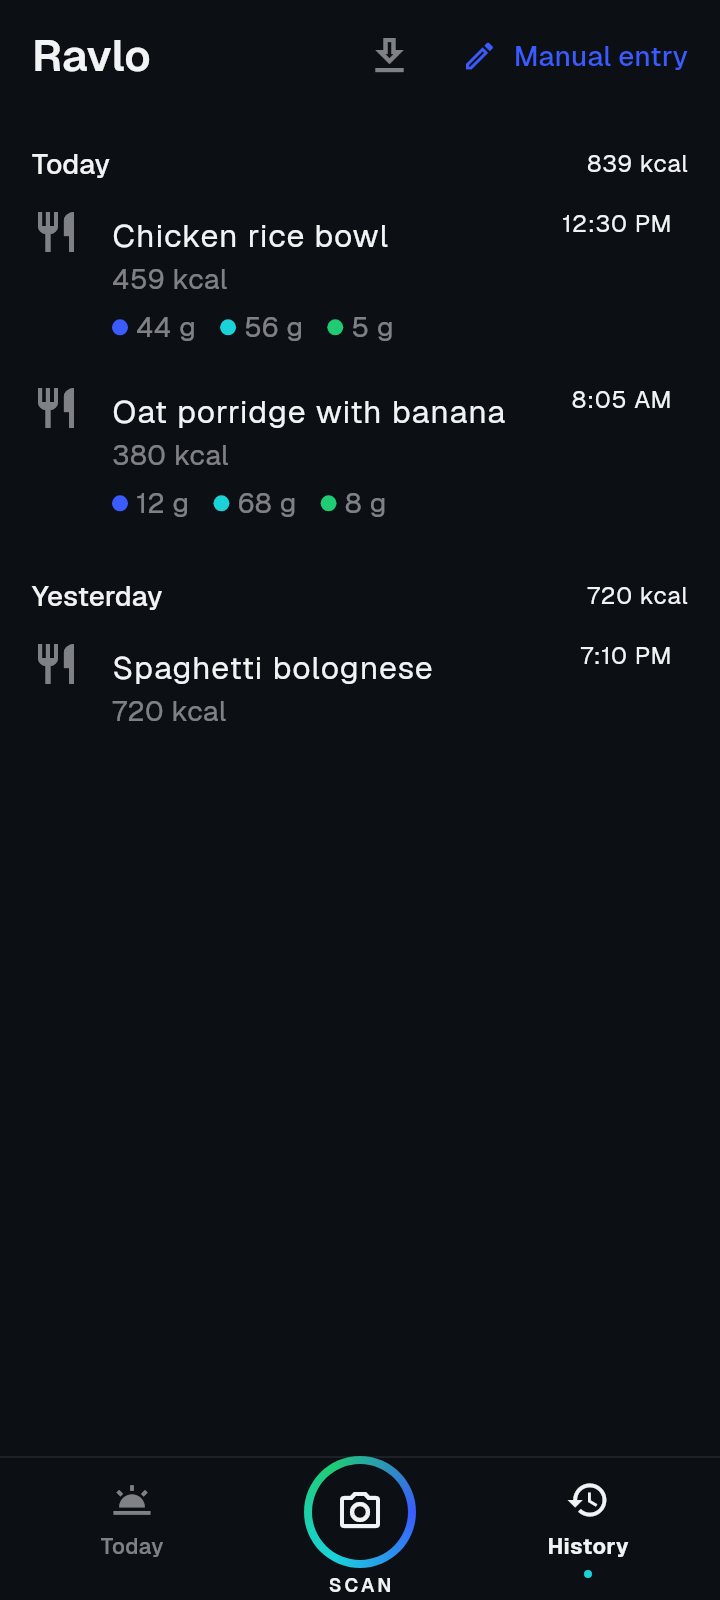 Ravlo
Manual entry
Today
839 kcal
Chicken rice bowl
12:30 PM
459 kcal
44 g 56 g 5 g
Oat porridge with banana
8:05 AM
380 kcal
12 g 68 g 8 g
Yesterday
720 kcal
Spaghetti bolognese
7:10 PM
720 kcal
Today
SCAN
History